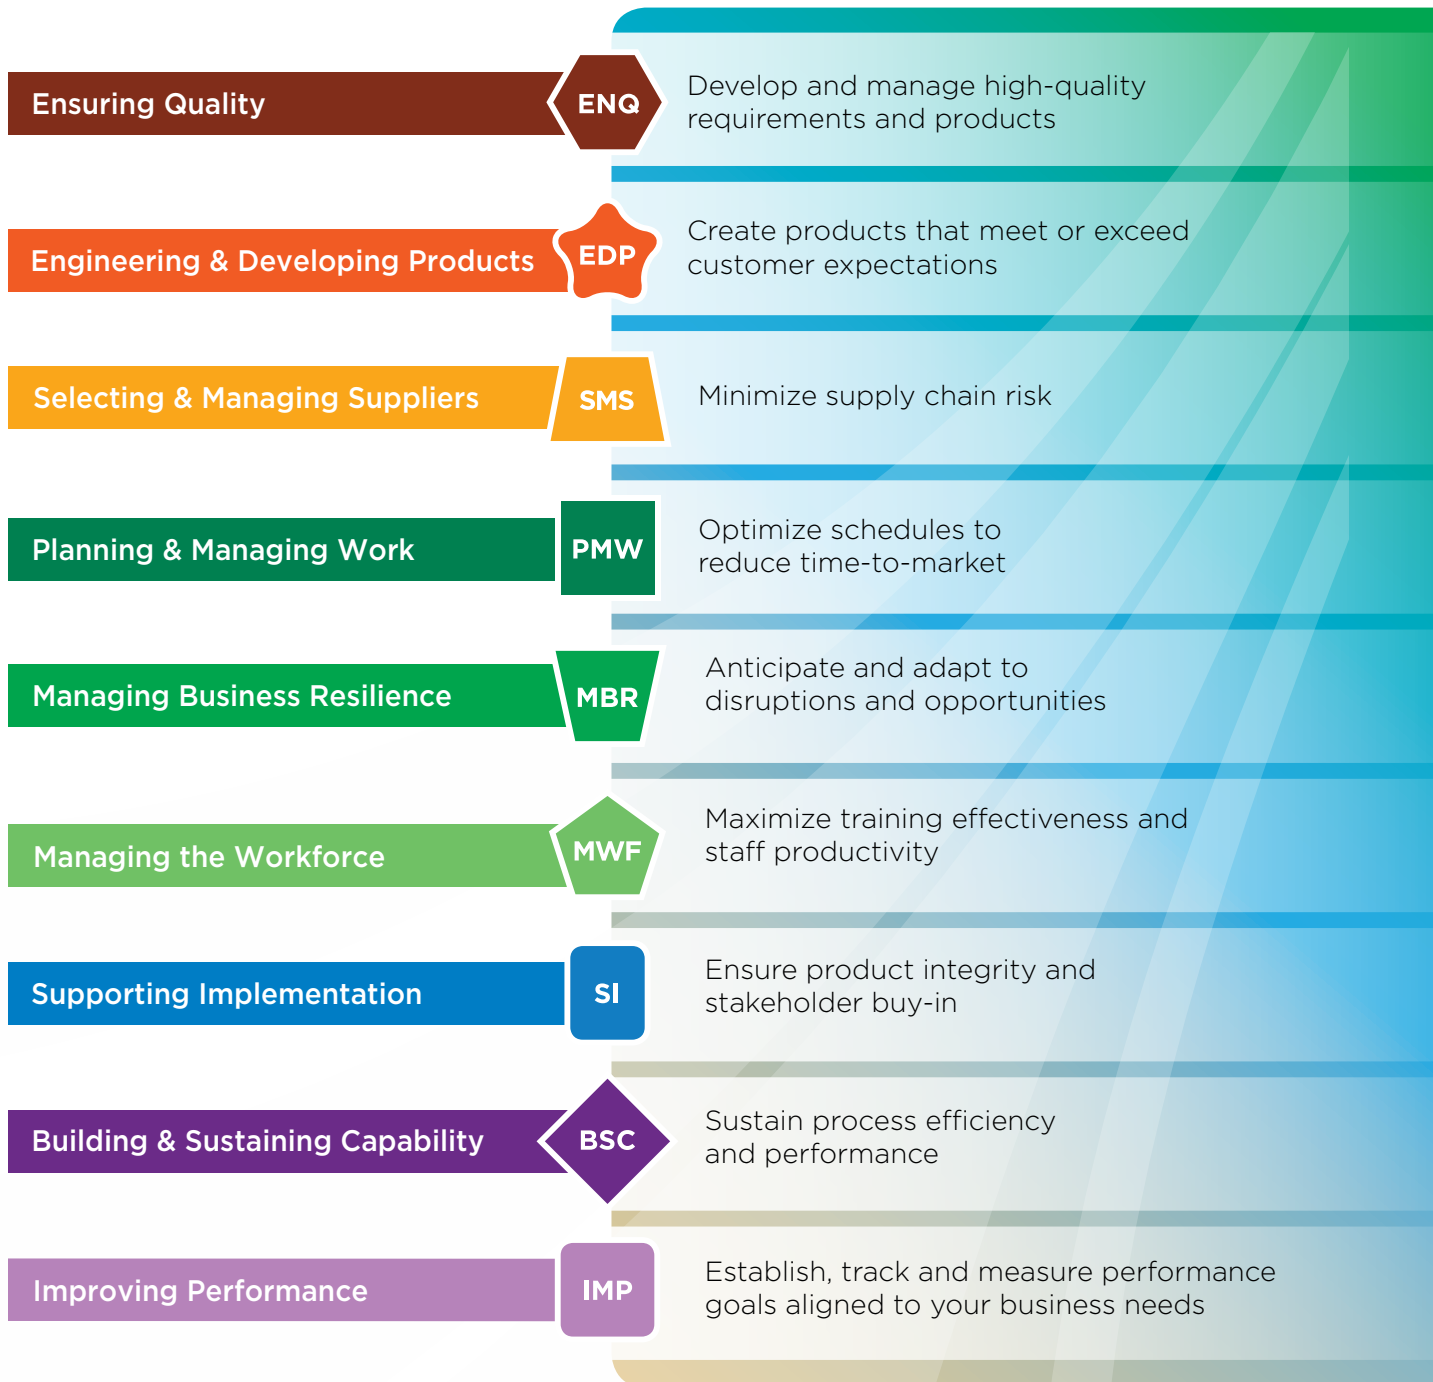 Ensuring Quality
ENQ
Develop and manage high-quality
requirements and products
Engineering & Developing Products
EDP
Create products that meet or exceed
customer expectations
Selecting & Managing Suppliers
SMS
Minimize supply chain risk
Planning & Managing Work
PMW
Optimize schedules to
reduce time-to-market
Managing Business Resilience
MBR
Anticipate and adapt to
disruptions and opportunities
Managing the Workforce
MWF
Maximize training effectiveness and
staff productivity
Supporting Implementation
SI
Ensure product integrity and
stakeholder buy-in
Building & Sustaining Capability
BSC
Sustain process efficiency
and performance
Improving Performance
IMP
Establish, track and measure performance
goals aligned to your business needs